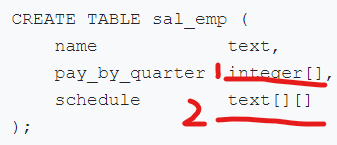 CREATE TABLE sal_emp (
    name            text,
    pay_by_quarter 1 integer[],
    schedule        text[][]
2
);